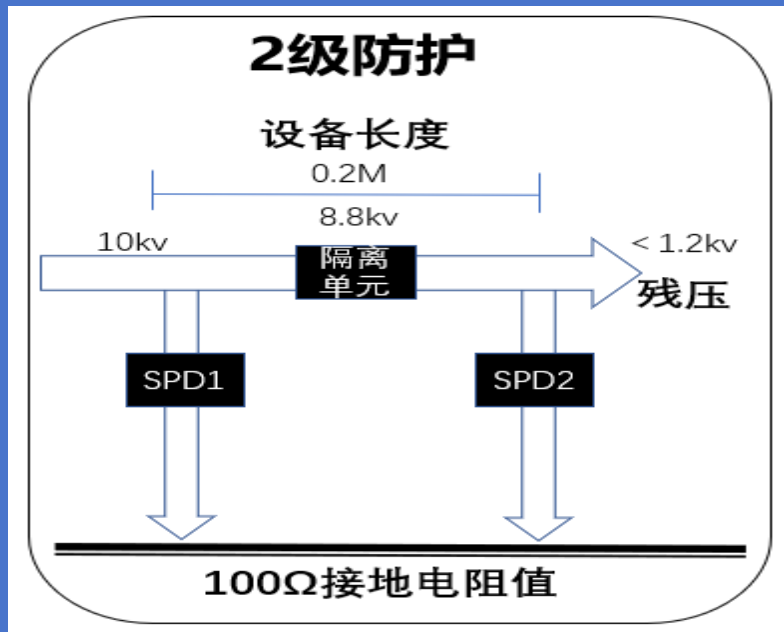 2级防护
设备长度
0.2M
8.8kv
10kv
< 1.2kv
隔离
单元
残压
SPD1
SPD2
100Ω接地电阻值